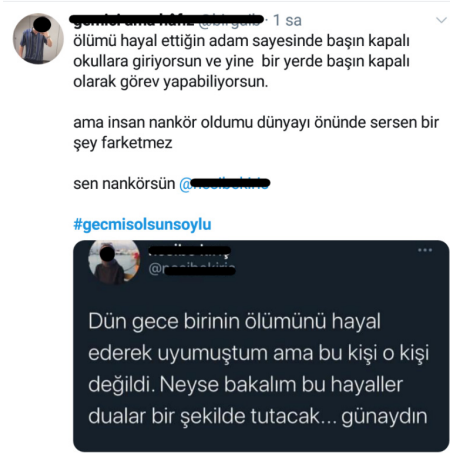 · 1 sa
ölümü hayal ettiğin adam sayesinde başın kapalı
okullara giriyorsun ve yine bir yerde başın kapalı
olarak görev yapabiliyorsun.
ama insan nankör oldumu dünyayı önünde sersen bir
şey farketmez
sen nankörsün @
#gecmisolsunsoylu
@
Dün gece birinin ölümünü hayal
ederek uyumuştum ama bu kişi o kişi
değildi. Neyse bakalım bu hayaller
dualar bir şekilde tutacak... günaydın